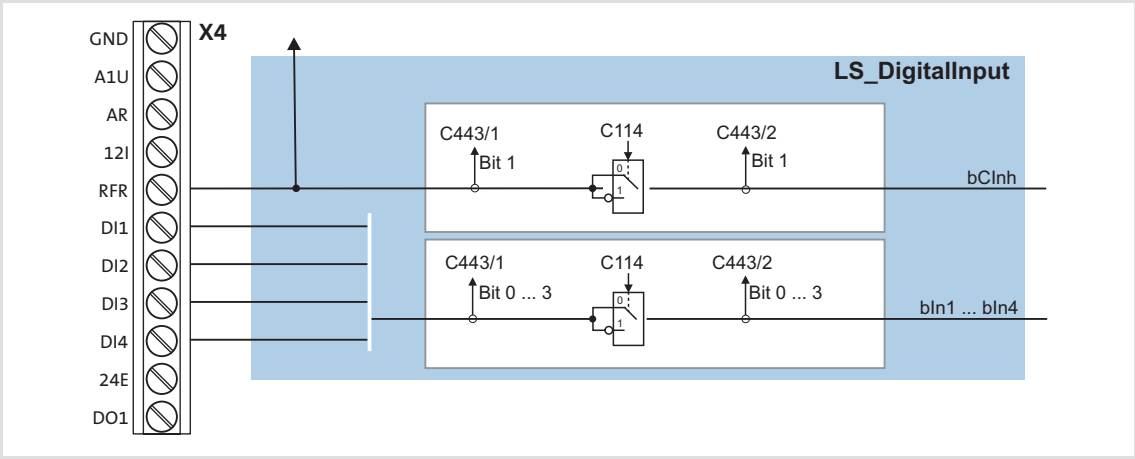 X4
GND
A1U
AR
12I
RFR
DI1
DI2
DI3
DI4
24E
DO1
LS_DigitalInput
C443/1
Bit 1
C114
0
1
C443/2
Bit 1
bCInh
C443/1
Bit 0 ... 3
C114
0
1
C443/2
Bit 0 ... 3
bIn1 ... bIn4